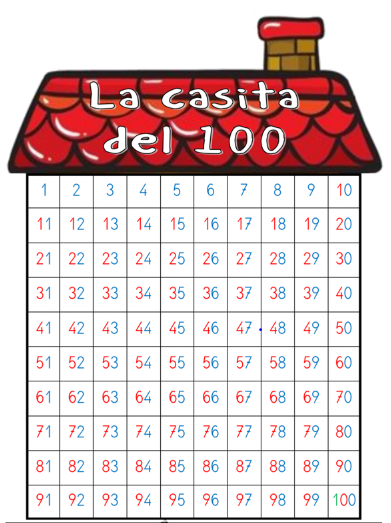 La casita
del 100
1 2 3 4 5 6 7 8 9 10
11 12 13 14 15 16 17 18 19 20
21 22 23 24 25 26 27 28 29 30
31 32 33 34 35 36 37 38 39 40
41 42 43 44 45 46 47 48 49 50
51 52 53 54 55 56 57 58 59 60
61 62 63 64 65 66 67 68 69 70
71 72 73 74 75 76 77 78 79 80
81 82 83 84 85 86 87 88 89 90
91 92 93 94 95 96 97 98 99 100